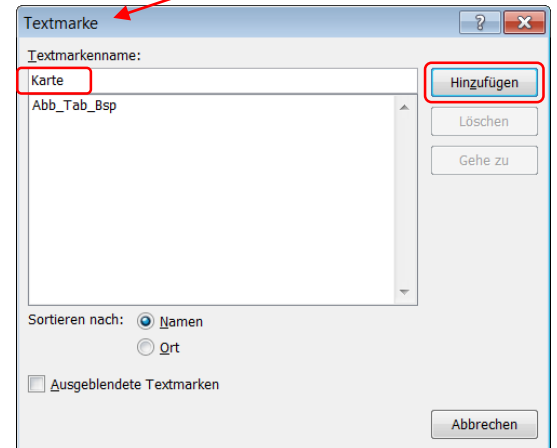 Textmarke
Textmarkenname:
Karte
Hinzufügen
Abb_Tab_Bsp
Löschen
Gehe zu
Sortieren nach:
Namen
Ort
Ausgeblendete Textmarken
Abbrechen